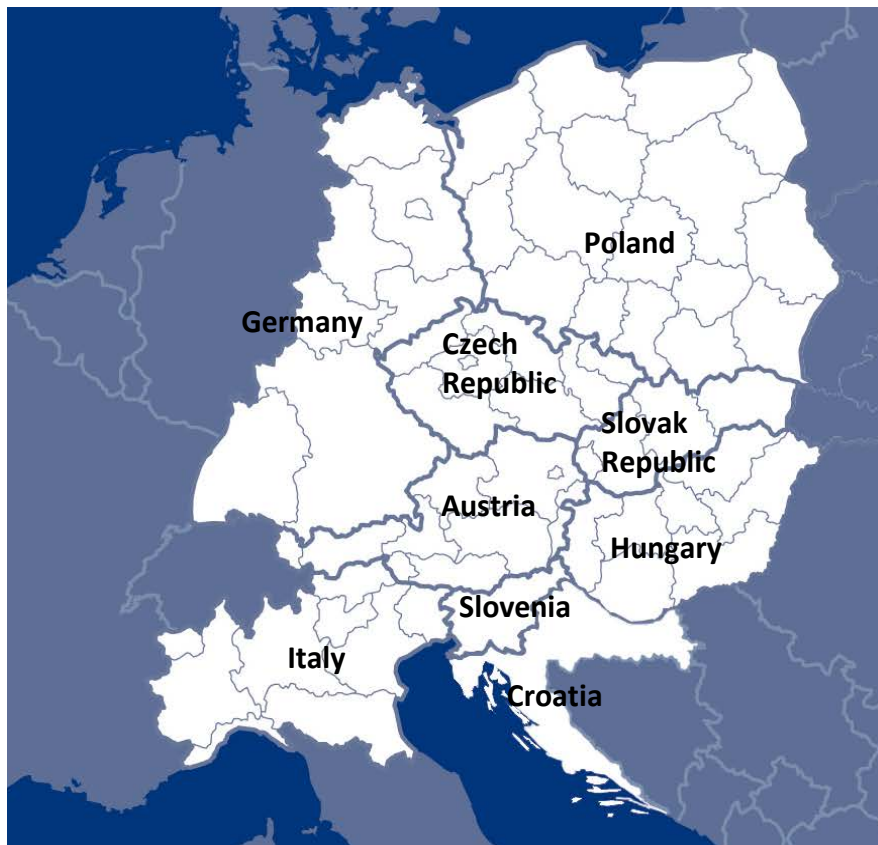 Poland
Germany
Czech
Republic
Slovak
Republic
Austria
Hungary
Slovenia
Italy
Croatia